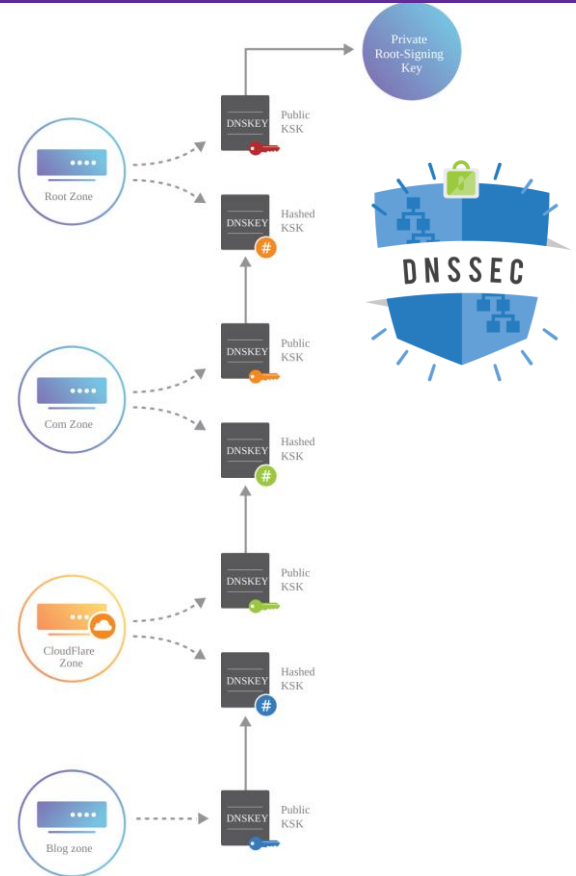 Private
Root-Signing
Key
DNSKEY
Public
KSK
Root Zone
DNSKEY
Hashed
KSK
#
DNSSEC
DNSKEY
Public
KSK
Com Zone
DNSKEY
Hashed
KSK
#
DNSKEY
Public
KSK
CloudFlare
Zone
DNSKEY
Hashed
KSK
#
DNSKEY
Public
KSK
Blog zone